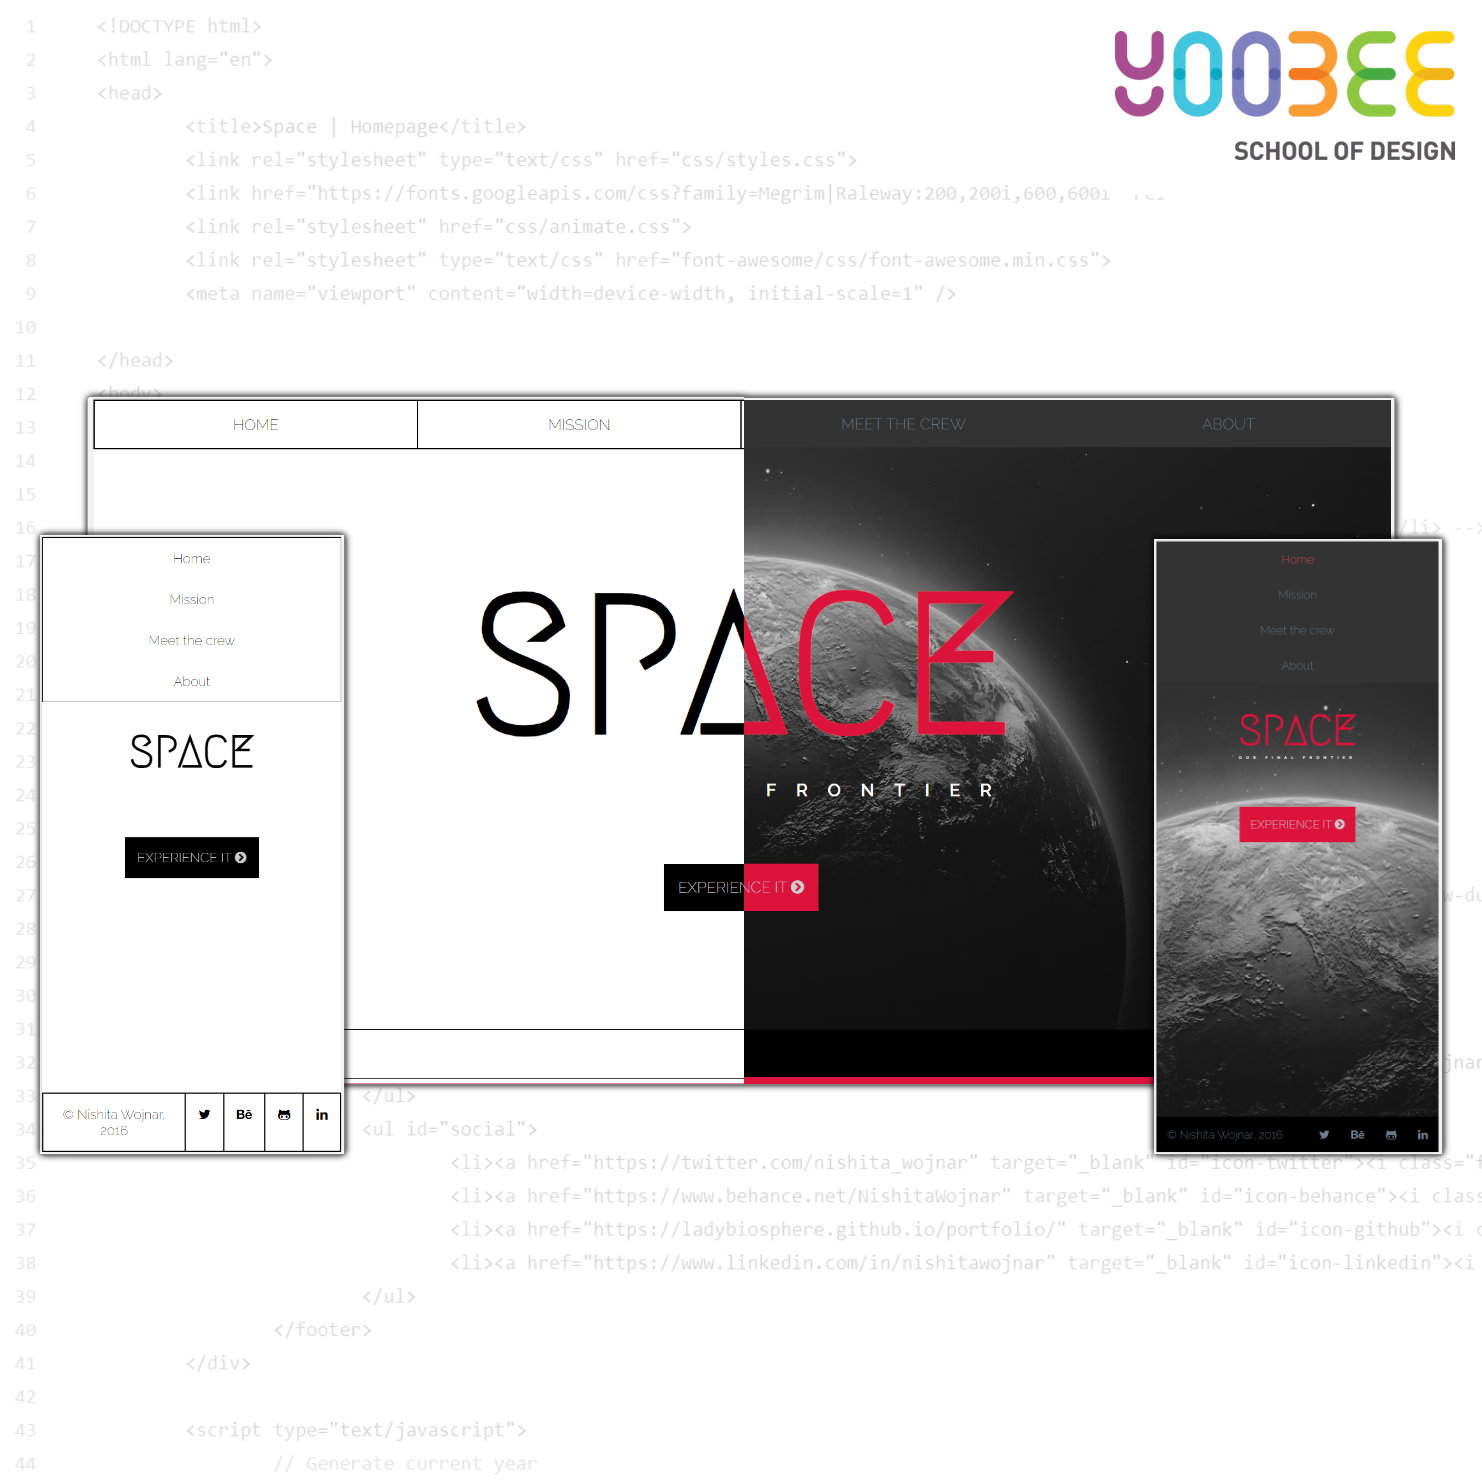 1 <!DOCTYPE html>
2 <html lang="en">
3 <head>
4 <title>Space | Homepage</title>
5 <link rel="stylesheet" type="text/css" href="css/styles.css">
6 <link href="https://fonts.googleapis.com/css?family=Megrim|Raleway:200,200i,600,600i
7 <link rel="stylesheet" href="css/animate.css">
8 <link rel="stylesheet" type="text/css" href="font-awesome/css/font-awesome.min.css">
9 <meta name="viewport" content="width=device-width, initial-scale=1" />
10
11 </head>
12 <body>
YOOBEE
SCHOOL OF DESIGN
13
HOME MISSION MEET THE CREW ABOUT
14
15
16 /li> -->
17
18
19
20
21
22
23
24
25
26
27
28
29
30
31
32
SPACE
FRONTIER
EXPERIENCE IT
Home
Mission
Meet the crew
About
SPACE
EXPERIENCE IT
© Nishita Wojnar,
2016
Bē
in
Home
Mission
Meet the crew
About
SPACE
OUR FINAL FRONTIER
EXPERIENCE IT
© Nishita Wojnar, 2016
Bē
in
33 </ul>
34 <ul id="social">
35 <li><a href="https://twitter.com/nishita_wojnar" target="_blank" id="icon-twitter"><i class="f
36 <li><a href="https://www.behance.net/NishitaWojnar" target="_blank" id="icon-behance"><i class
37 <li><a href="https://ladybiosphere.github.io/portfolio/" target="_blank" id="icon-github"><i c
38 <li><a href="https://www.linkedin.com/in/nishitawojnar" target="_blank" id="icon-linkedin"><i
39 </ul>
40 </footer>
41 </div>
42
43 <script type="text/javascript">
44 // Generate current year